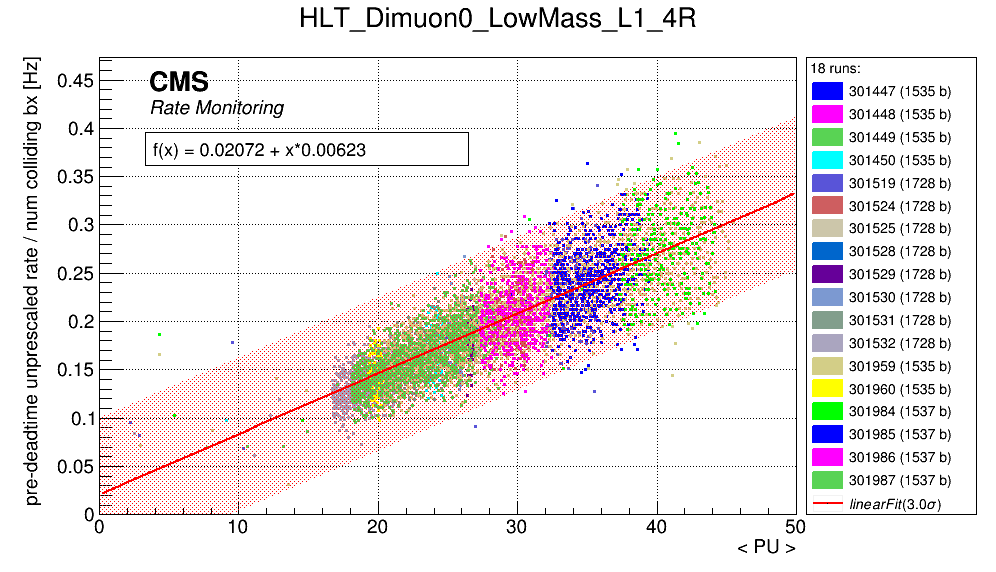 HLT_Dimuon0_LowMass_L1_4R
pre-deadtime unprescaled rate / num colliding bx [Hz]
CMS
Rate Monitoring
f(x) = 0.02072 + x*0.00623
0.45
0.4
0.35
0.3
0.25
0.2
0.15
0.1
0.05
0
0 10 20 30 40 50
< PU >
18 runs:
301447 (1535 b)
301448 (1535 b)
301449 (1535 b)
301450 (1535 b)
301519 (1728 b)
301524 (1728 b)
301525 (1728 b)
301528 (1728 b)
301529 (1728 b)
301530 (1728 b)
301531 (1728 b)
301532 (1728 b)
301959 (1535 b)
301960 (1535 b)
301984 (1537 b)
301985 (1537 b)
301986 (1537 b)
301987 (1537 b)
linearFit(3.0σ)